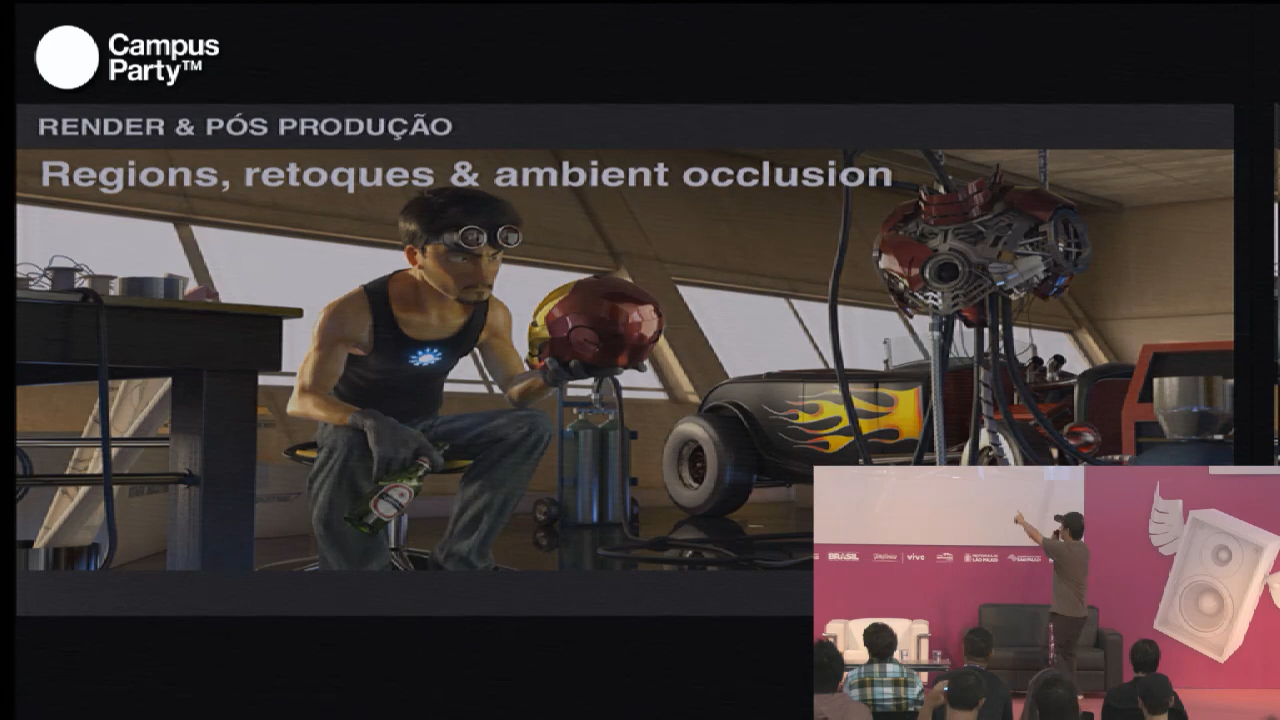 Campus
Party™
RENDER & PÓS PRODUÇÃO
Regions, retoques & ambient occlusion
BRASIL
vivo